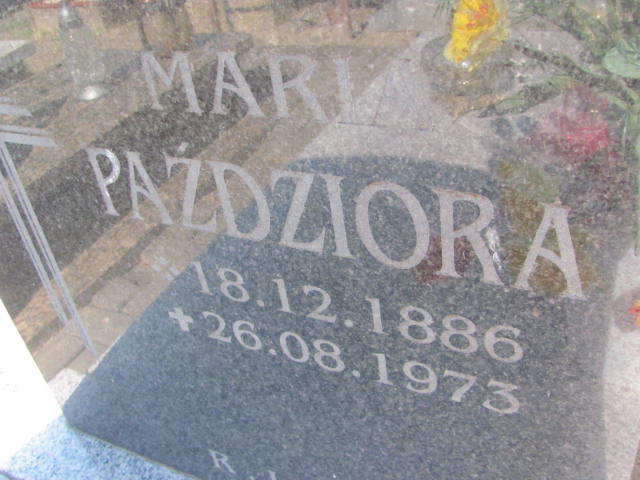 MARIA
PAŹDZIORA
* 18.12.1886
✝ 26.08.1973
R.I.